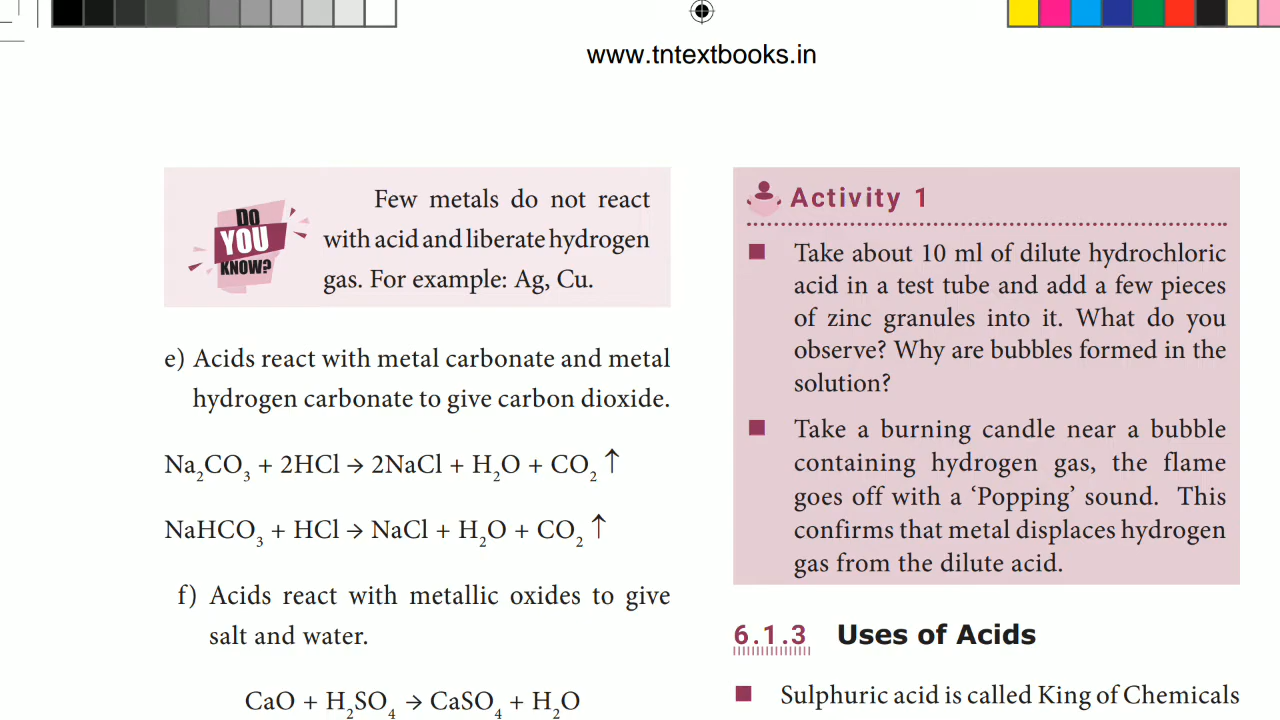 www.tntextbooks.in
DO
YOU
KNOW?
Few metals do not react
with acid and liberate hydrogen
gas. For example: Ag, Cu.
e) Acids react with metal carbonate and metal
hydrogen carbonate to give carbon dioxide.
Na₂CO₃ + 2HCl → 2NaCl + H₂O + CO₂ ↑
NaHCO₃ + HCl → NaCl + H₂O + CO₂ ↑
f) Acids react with metallic oxides to give
salt and water.
CaO + H₂SO₄ → CaSO₄ + H₂O
Activity 1
Take about 10 ml of dilute hydrochloric
acid in a test tube and add a few pieces
of zinc granules into it. What do you
observe? Why are bubbles formed in the
solution?
Take a burning candle near a bubble
containing hydrogen gas, the flame
goes off with a ‘Popping’ sound. This
confirms that metal displaces hydrogen
gas from the dilute acid.
6.1.3 Uses of Acids
Sulphuric acid is called King of Chemicals